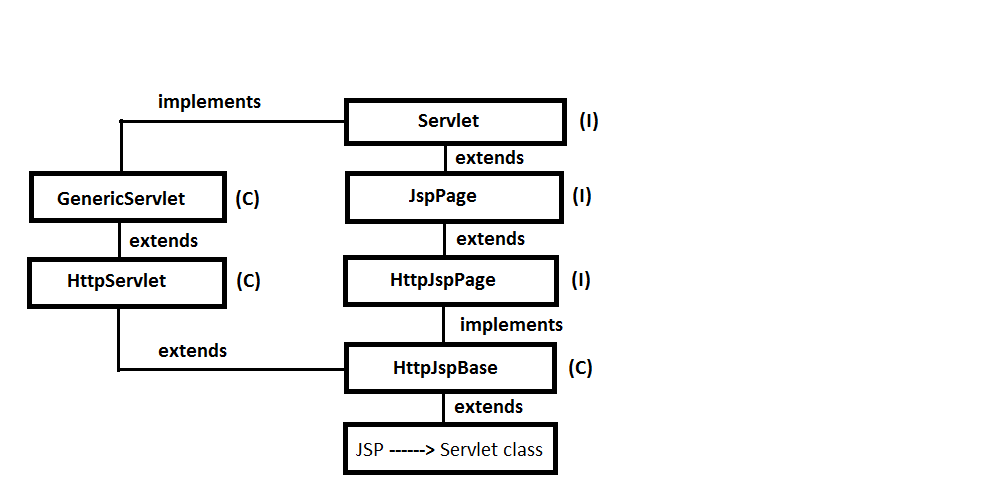 implements
Servlet (I)
extends
GenericServlet (C) JspPage (I)
extends extends
HttpServlet (C) HttpJspPage (I)
implements
extends
HttpJspBase (C)
extends
JSP ------> Servlet class